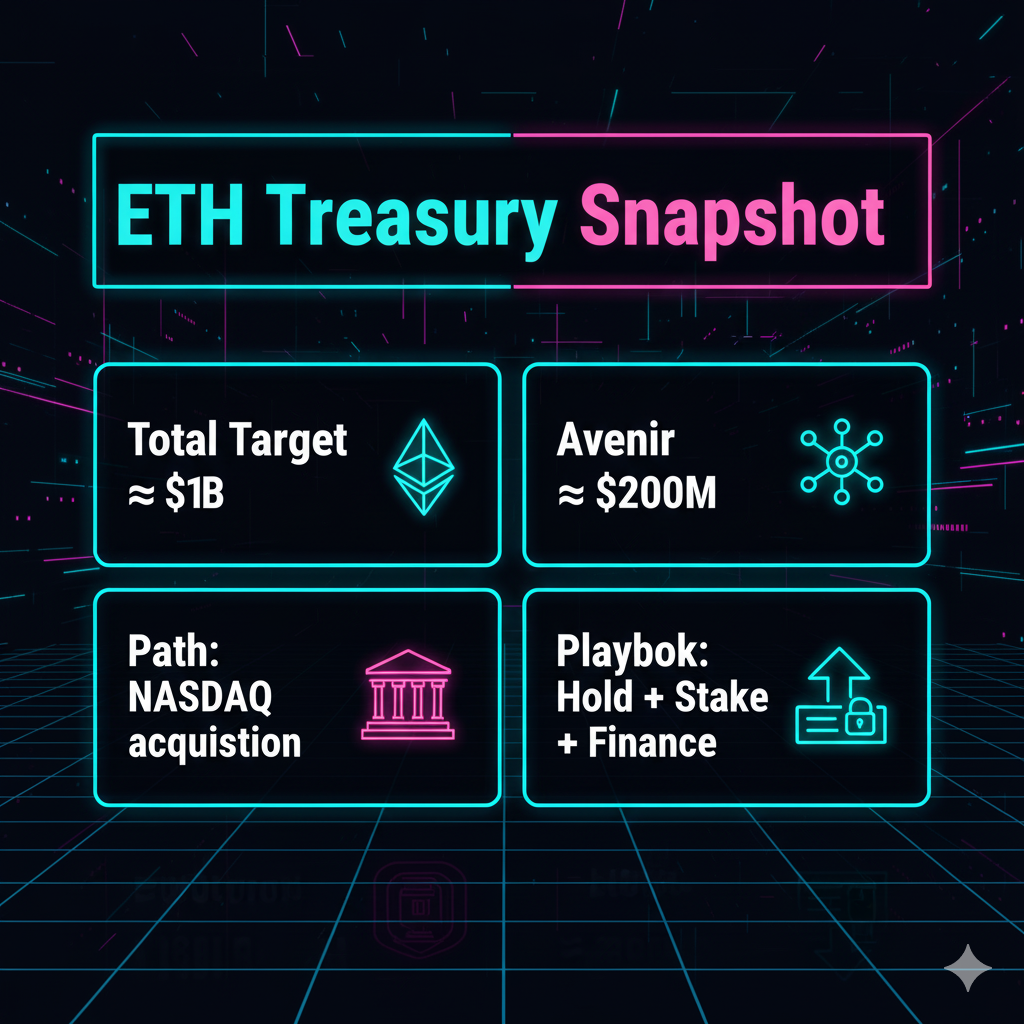 ETH Treasury Snapshot
Total Target
≈ $1B
Avenir
≈ $200M
Path:
NASDAQ
acquistion
Playbok:
Hold + Stake
+ Finance